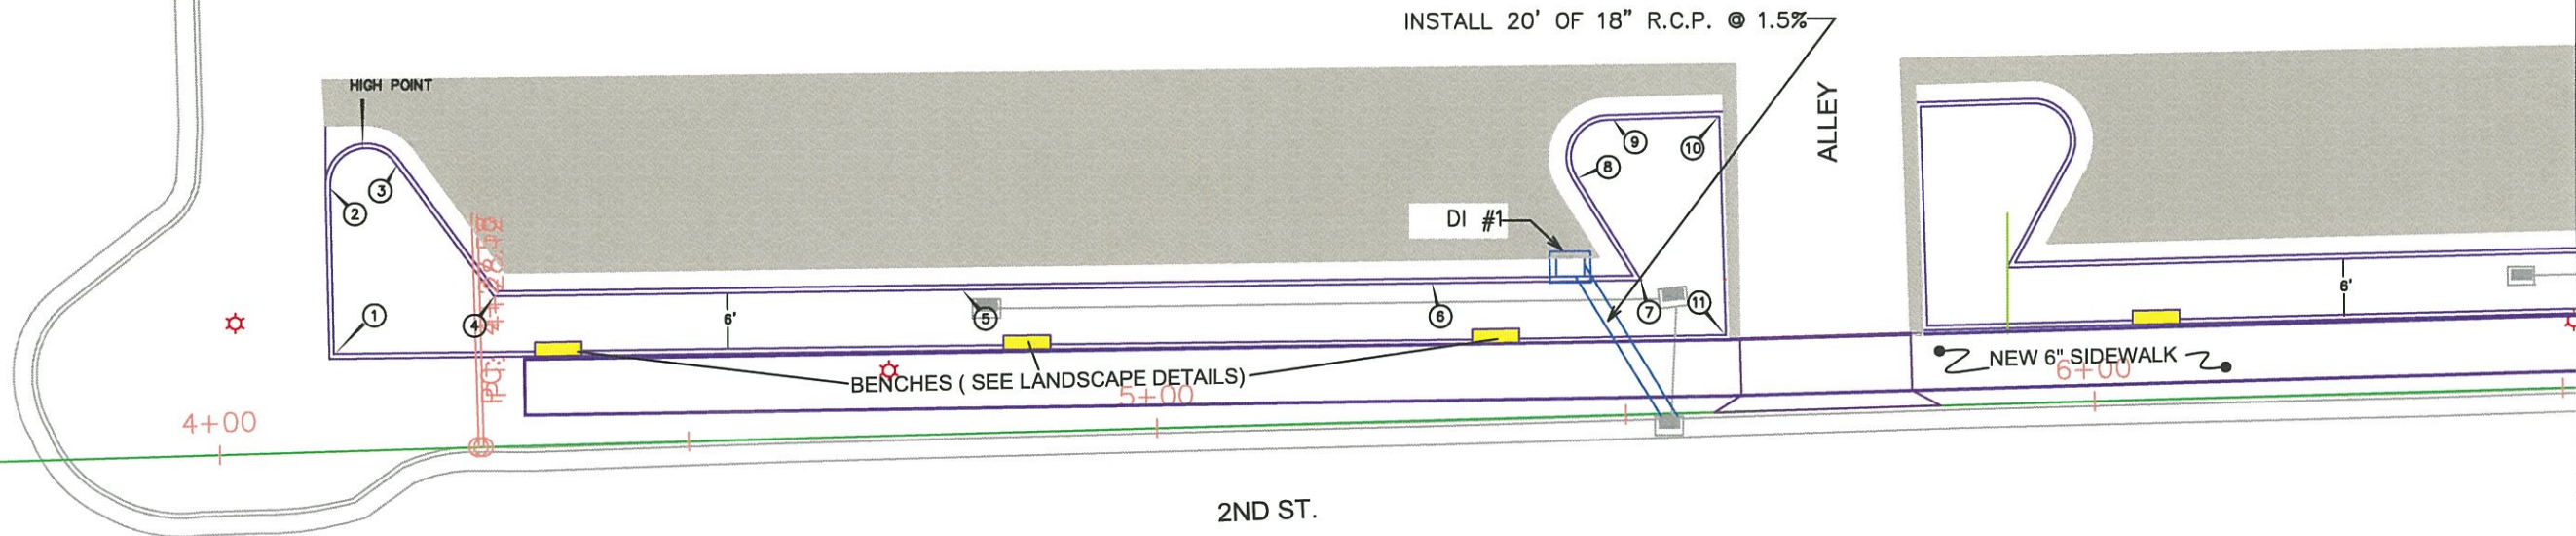 INSTALL 20' OF 18" R.C.P. @ 1.5%
HIGH POINT
ALLEY
9
10
8
3
2
DI #1
6'
1
4
6'
5
6
7
11
BENCHES ( SEE LANDSCAPE DETAILS)
NEW 6" SIDEWALK
4+00
5+00
6+00
2ND ST.